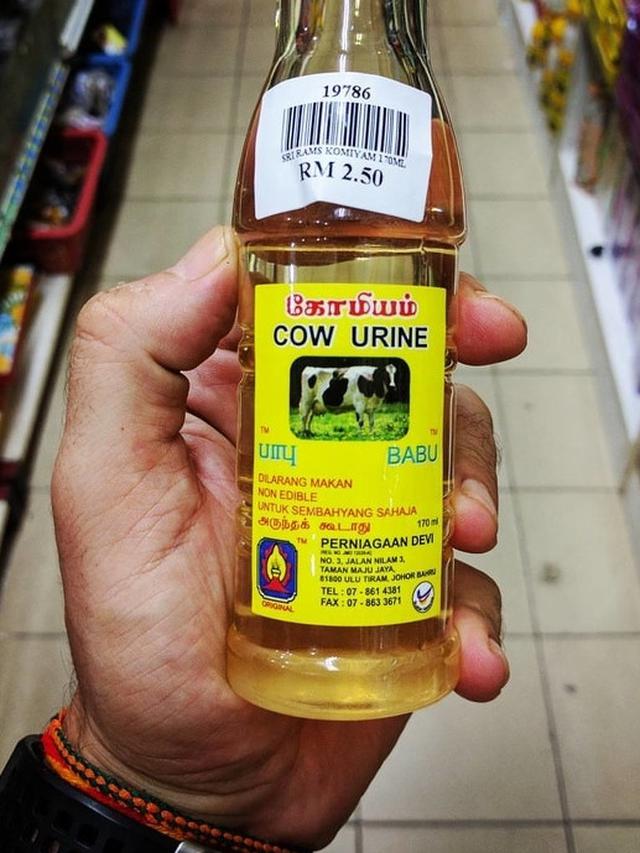 19786
SRI RAMS KOMIYAM 170ML
RM 2.50
கோமியம்
COW URINE
TM TM
பாபு BABU
DILARANG MAKAN
NON EDIBLE
UNTUK SEMBAHYANG SAHAJA
அருந்தக் கூடாது 170 ml
TM PERNIAGAAN DEVI
NO. 3, JALAN NILAM 3,
TAMAN MAJU JAYA,
81800 ULU TIRAM, JOHOR BAHRU
TEL : 07 - 861 4381
FAX : 07 - 863 3671
ORIGINAL